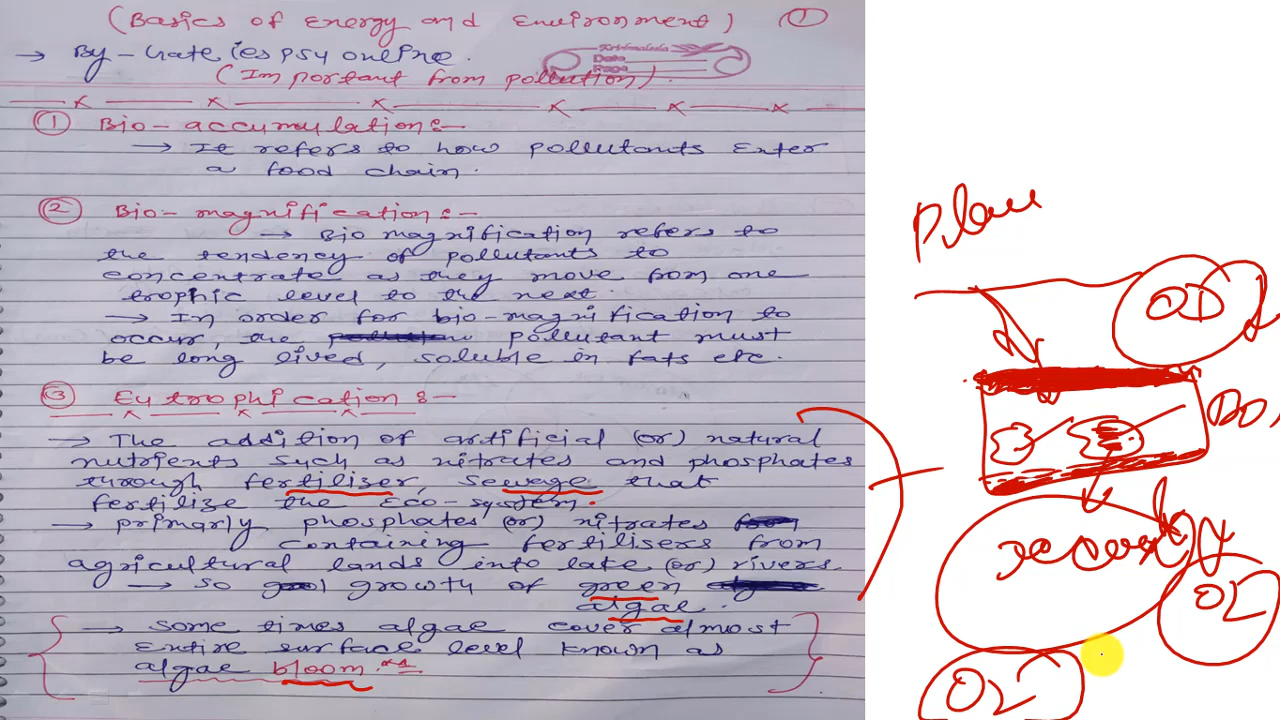 (Basics of Energy and Environment) 1
→ By - Gate ies psu online.
Krishnaleela
Date
Page
(Important from pollution).
① Bio-accumulation:-
→ It refers to how pollutants Enter
a food chain.
② Bio-magnification:-
→ Bio magnification refers to
the tendency of pollutants to
concentrate as they move from one
trophic level to the next.
→ In order for bio-magnification to
occur, the pollutant must
be long lived, soluble in fats etc.
③ Eutrophication:-
→ The addition of artificial (or) natural
nutrients such as nitrates and phosphates
through fertiliser, sewage that
fertilize the Eco-system.
→ primarly phosphates (or) nitrates
containing fertilisers from
agricultural lands into late (or) rivers.
→ so growth of green
algae.
→ some times algae cover almost
entire surface level known as
algae bloom
OD
BO